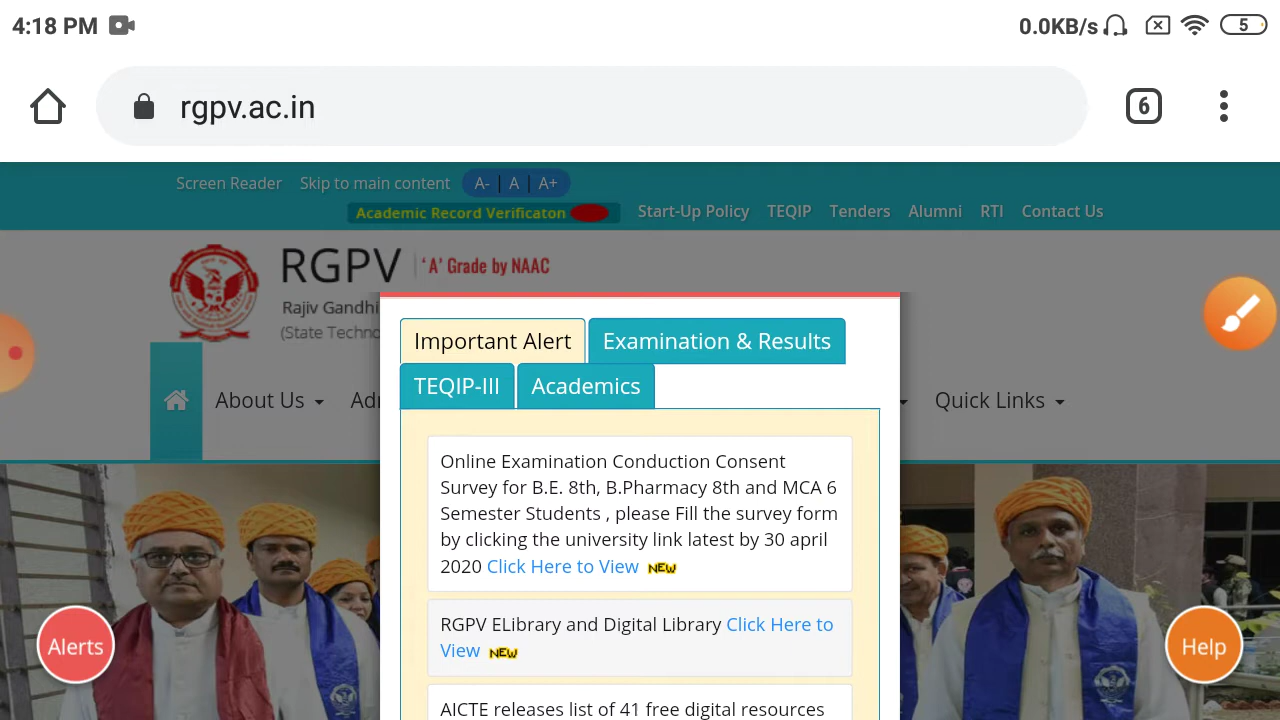 4:18 PM
0.0KB/s
5
rgpv.ac.in
6
Screen Reader Skip to main content A- | A | A+
Academic Record Verificaton Start-Up Policy TEQIP Tenders Alumni RTI Contact Us
RGPV 'A' Grade by NAAC
Rajiv Gandhi
(State Techno
Important Alert Examination & Results
TEQIP-III Academics
About Us Adr Quick Links
Online Examination Conduction Consent
Survey for B.E. 8th, B.Pharmacy 8th and MCA 6
Semester Students , please Fill the survey form
by clicking the university link latest by 30 april
2020 Click Here to View NEW
RGPV ELibrary and Digital Library Click Here to
View NEW
AICTE releases list of 41 free digital resources
Alerts
Help